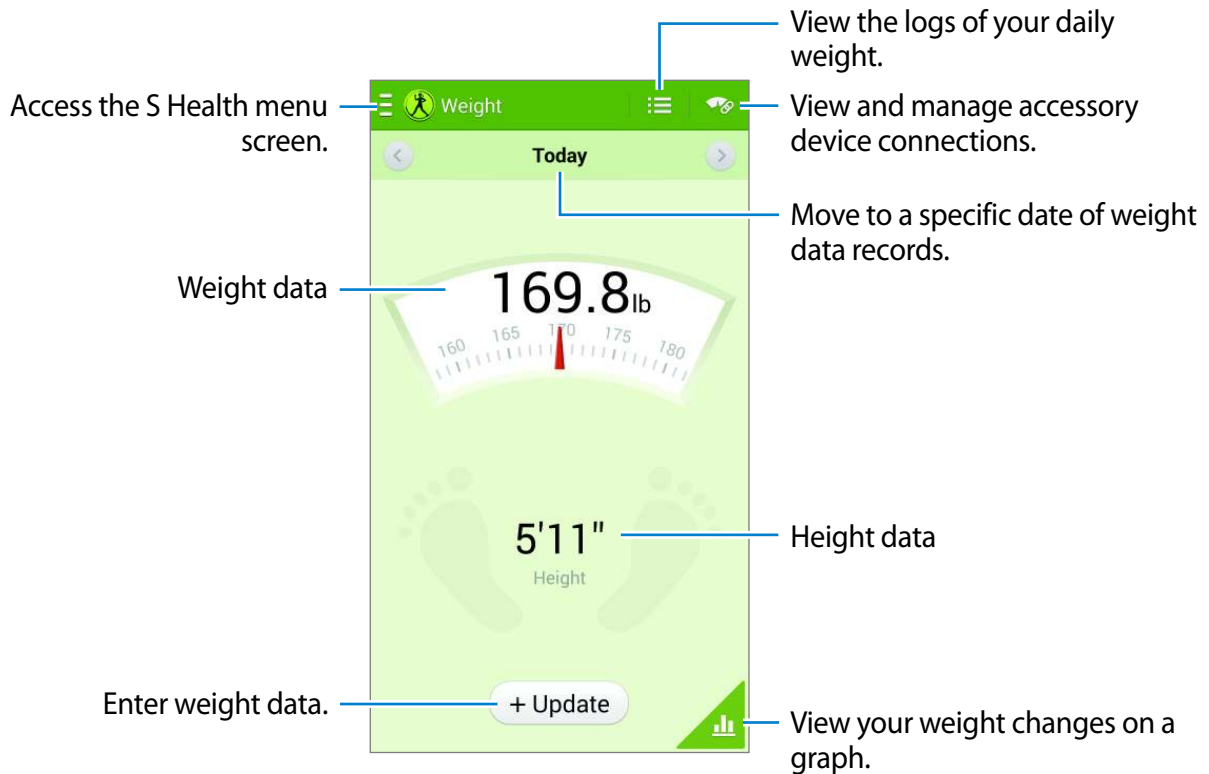 View the logs of your daily
weight.
Access the S Health menu
screen.
Weight
View and manage accessory
device connections.
Today
Move to a specific date of weight
data records.
Weight data
169.8lb
160 165 170 175 180
5'11"
Height data
Height
Enter weight data.
+ Update
View your weight changes on a
graph.